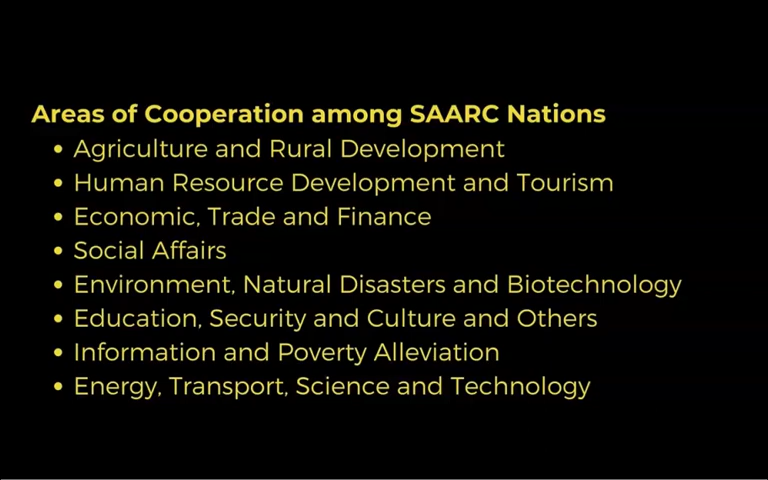 Areas of Cooperation among SAARC Nations
• Agriculture and Rural Development
• Human Resource Development and Tourism
• Economic, Trade and Finance
• Social Affairs
• Environment, Natural Disasters and Biotechnology
• Education, Security and Culture and Others
• Information and Poverty Alleviation
• Energy, Transport, Science and Technology